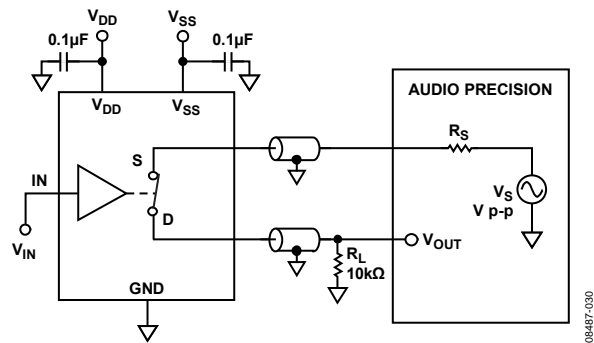 VDD
VSS
0.1µF
0.1µF
VDD
VSS
AUDIO PRECISION
RS
S
IN
VS
V p-p
D
VIN
VOUT
RL
10kΩ
GND
08487-030